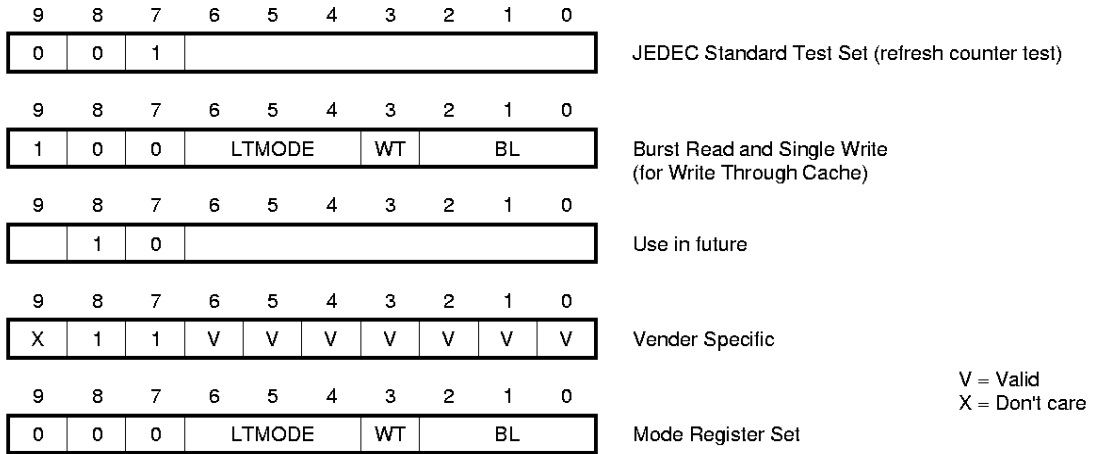 9 8 7 6 5 4 3 2 1 0
0 0 1 JEDEC Standard Test Set (refresh counter test)
9 8 7 6 5 4 3 2 1 0
1 0 0 LTMODE WT BL Burst Read and Single Write
(for Write Through Cache)
9 8 7 6 5 4 3 2 1 0
1 0 Use in future
9 8 7 6 5 4 3 2 1 0
X 1 1 V V V V V V V Vender Specific
V = Valid
9 8 7 6 5 4 3 2 1 0 X = Don't care
0 0 0 LTMODE WT BL Mode Register Set